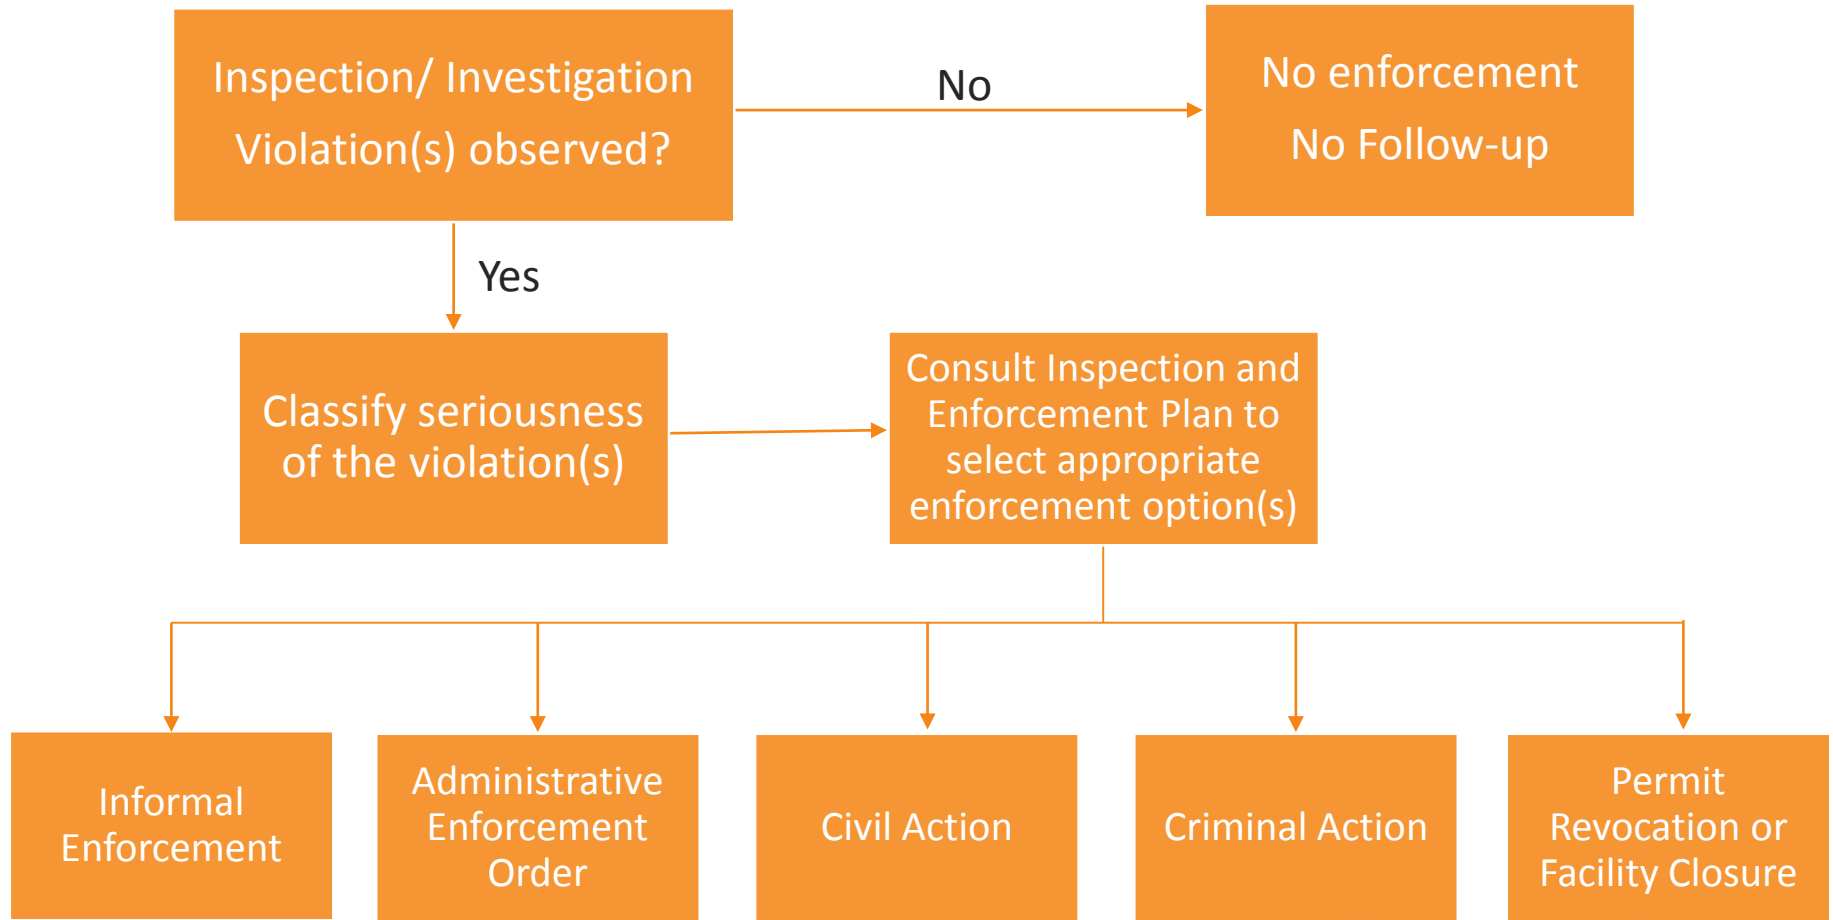 Inspection/ Investigation
Violation(s) observed?
No
No enforcement
No Follow-up
Yes
Classify seriousness
of the violation(s)
Consult Inspection and
Enforcement Plan to
select appropriate
enforcement option(s)
Informal
Enforcement
Administrative
Enforcement
Order
Civil Action
Criminal Action
Permit
Revocation or
Facility Closure